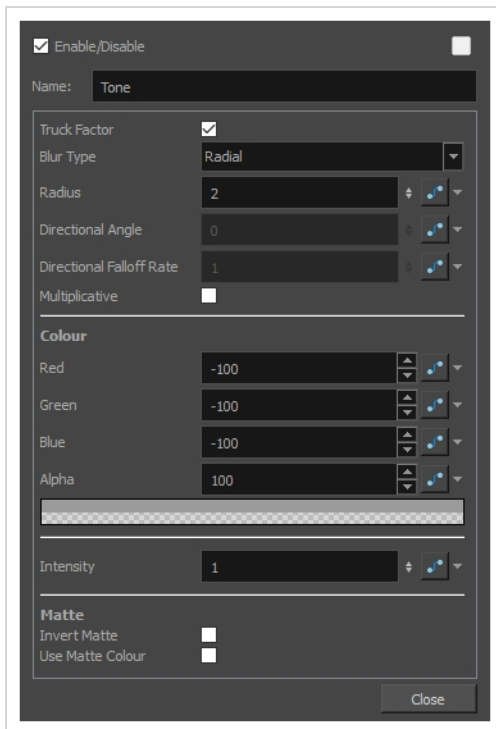 Enable/Disable
Name: Tone
Truck Factor
Blur Type Radial
Radius 2
Directional Angle 0
Directional Falloff Rate 1
Multiplicative
Colour
Red -100
Green -100
Blue -100
Alpha 100
Intensity 1
Matte
Invert Matte
Use Matte Colour
Close